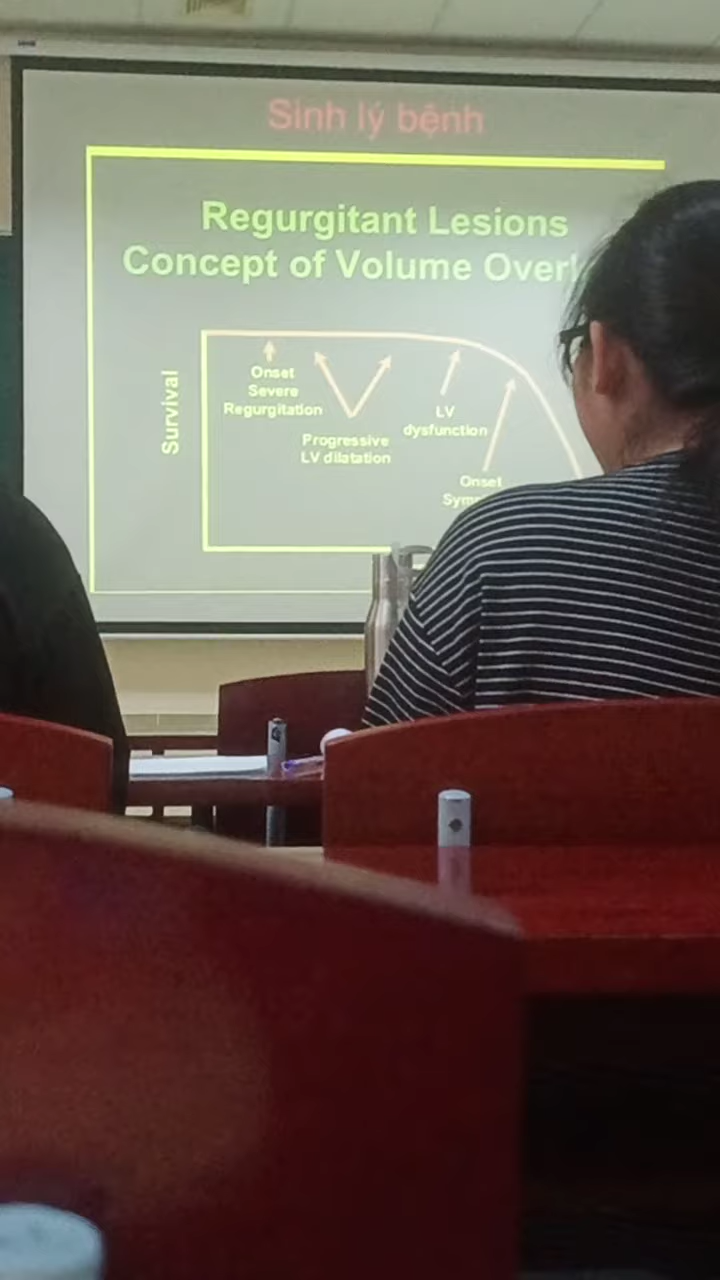 Sinh lý bệnh
Regurgitant Lesions
Concept of Volume
Survival
Onset
Severe
Regurgitation
Progressive
LV dilatation
LV
dysfunction
Onset